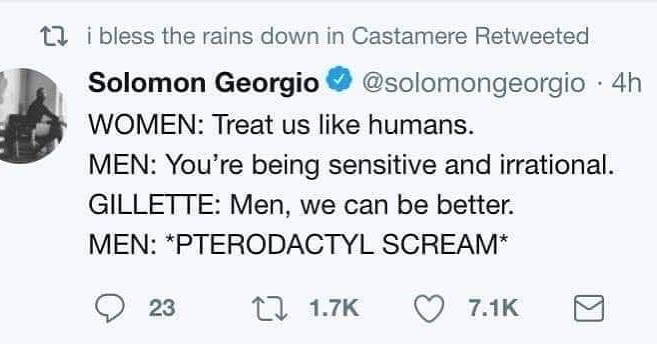 i bless the rains down in Castamere Retweeted
Solomon Georgio @solomongeorgio · 4h
WOMEN: Treat us like humans.
MEN: You’re being sensitive and irrational.
GILLETTE: Men, we can be better.
MEN: *PTERODACTYL SCREAM*
23 1.7K 7.1K